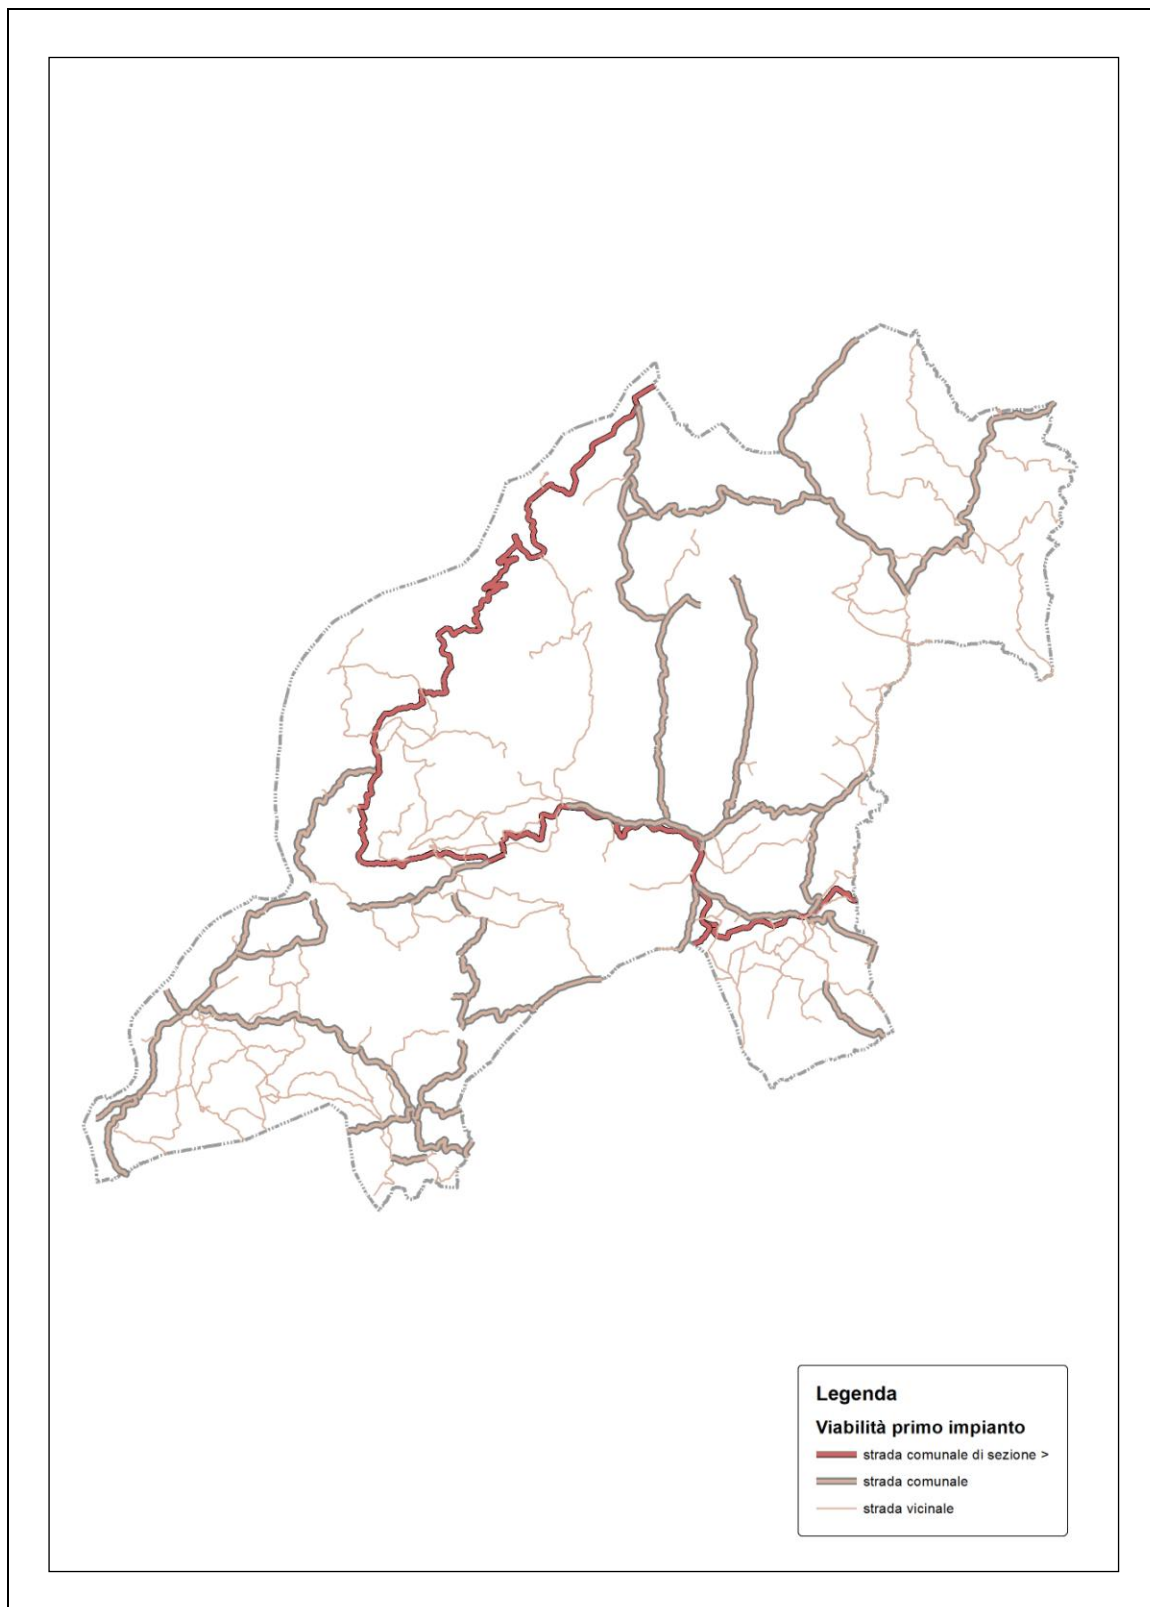 Legenda
Viabilità primo impianto
strada comunale di sezione >
strada comunale
strada vicinale